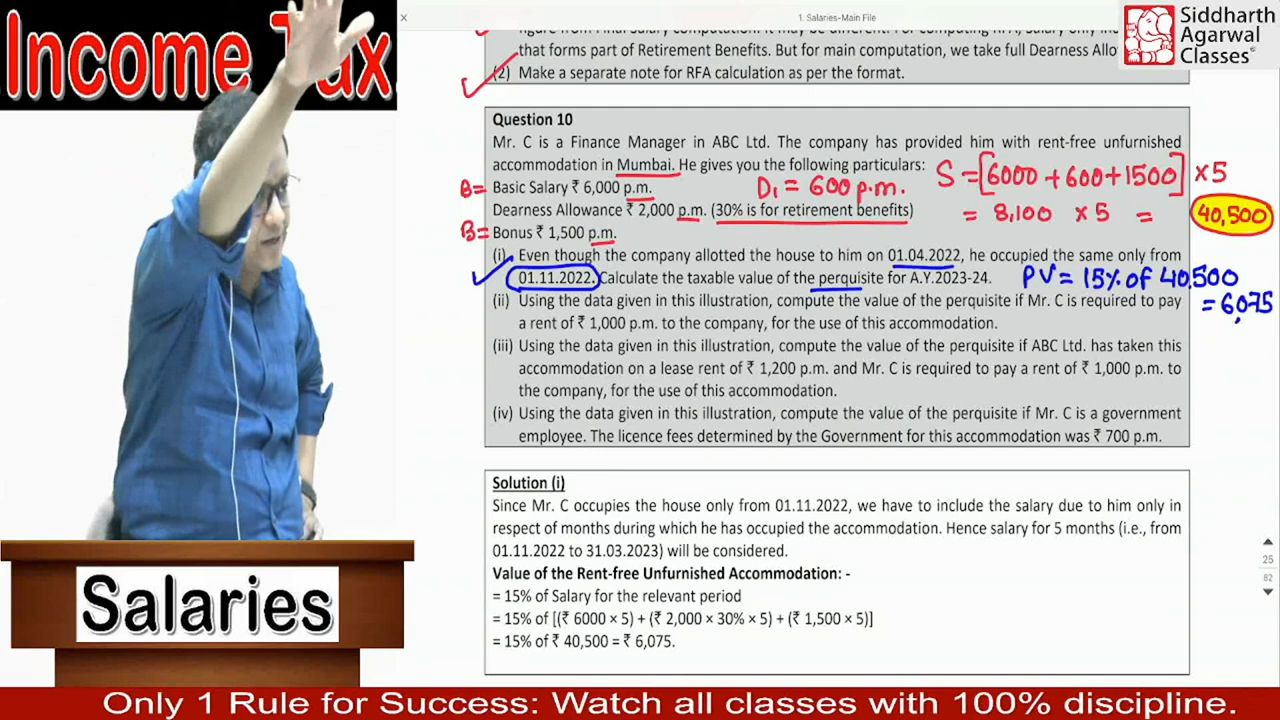 Income Tax
1. Salaries-Main File
Siddharth
Agarwal
Classes
that forms part of Retirement Benefits. But for main computation, we take full Dearness Allo
(2) Make a separate note for RFA calculation as per the format.
Question 10
Mr. C is a Finance Manager in ABC Ltd. The company has provided him with rent-free unfurnished
accommodation in Mumbai. He gives you the following particulars:
S = [6000 + 600 + 1500] × 5
B= Basic Salary ₹ 6,000 p.m.
D₁ = 600 p.m.
Dearness Allowance ₹ 2,000 p.m. (30% is for retirement benefits)
= 8,100 × 5 = 40,500
B= Bonus ₹ 1,500 p.m.
(i) Even though the company allotted the house to him on 01.04.2022, he occupied the same only from
01.11.2022. Calculate the taxable value of the perquisite for A.Y.2023-24.
PV = 15% of 40,500
= 6,075
(ii) Using the data given in this illustration, compute the value of the perquisite if Mr. C is required to pay
a rent of ₹ 1,000 p.m. to the company, for the use of this accommodation.
(iii) Using the data given in this illustration, compute the value of the perquisite if ABC Ltd. has taken this
accommodation on a lease rent of ₹ 1,200 p.m. and Mr. C is required to pay a rent of ₹ 1,000 p.m. to
the company, for the use of this accommodation.
(iv) Using the data given in this illustration, compute the value of the perquisite if Mr. C is a government
employee. The licence fees determined by the Government for this accommodation was ₹ 700 p.m.
Solution (i)
Since Mr. C occupies the house only from 01.11.2022, we have to include the salary due to him only in
respect of months during which he has occupied the accommodation. Hence salary for 5 months (i.e., from
01.11.2022 to 31.03.2023) will be considered.
Value of the Rent-free Unfurnished Accommodation: -
= 15% of Salary for the relevant period
= 15% of [(₹ 6000 × 5) + (₹ 2,000 × 30% × 5) + (₹ 1,500 × 5)]
= 15% of ₹ 40,500 = ₹ 6,075.
25
82
Salaries
Only 1 Rule for Success: Watch all classes with 100% discipline.